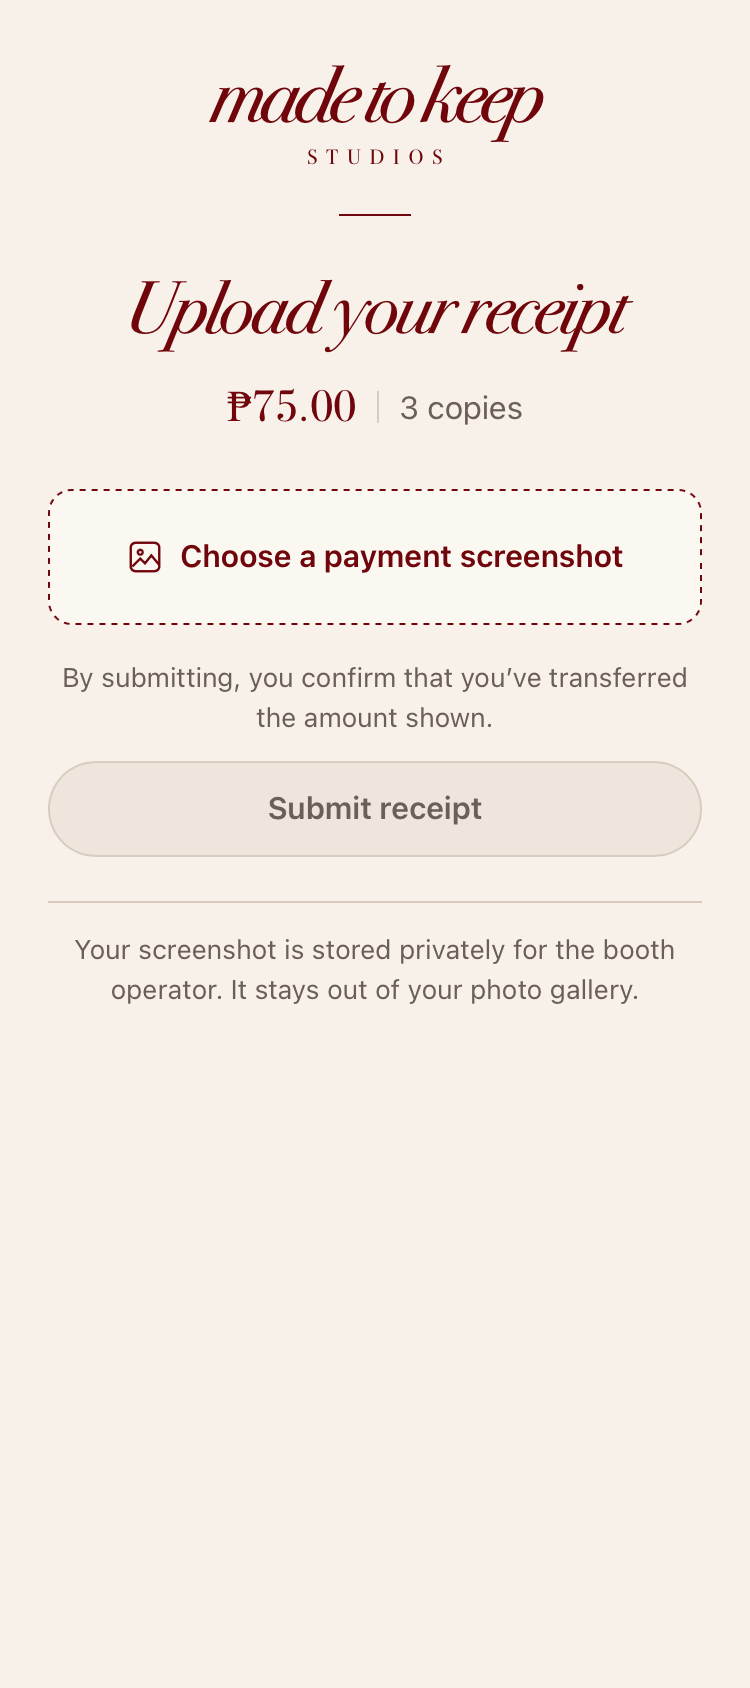 made to keep
STUDIOS
Upload your receipt
₱75.00 3 copies
Choose a payment screenshot
By submitting, you confirm that you’ve transferred
the amount shown.
Submit receipt
Your screenshot is stored privately for the booth
operator. It stays out of your photo gallery.